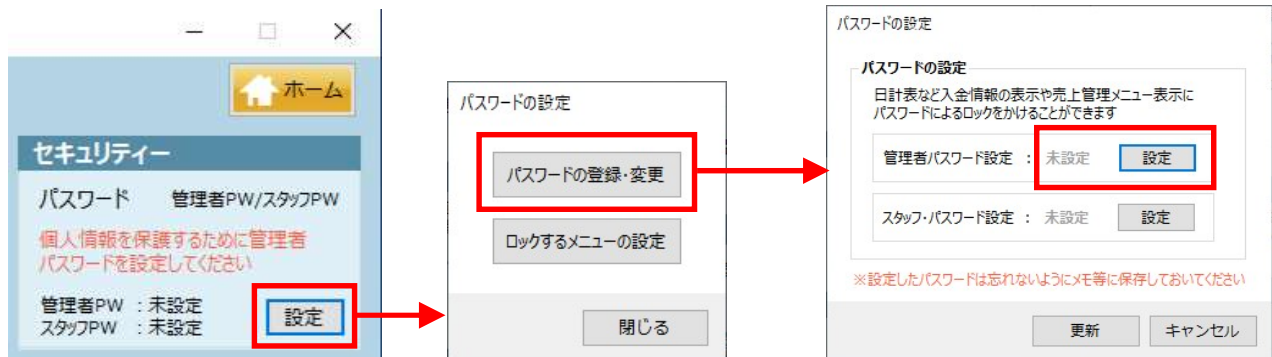 ホーム
セキュリティー
パスワード 管理者PW/スタッフPW
個人情報を保護するために管理者
パスワードを設定してください
管理者PW :未設定
スタッフPW :未設定
設定
パスワードの設定
パスワードの登録・変更
ロックするメニューの設定
閉じる
パスワードの設定
パスワードの設定
日計表など入金情報の表示や売上管理メニュー表示に
パスワードによるロックをかけることができます
管理者パスワード設定 : 未設定 設定
スタッフ・パスワード設定 : 未設定 設定
※設定したパスワードは忘れないようにメモ等に保存しておいてください
更新 キャンセル